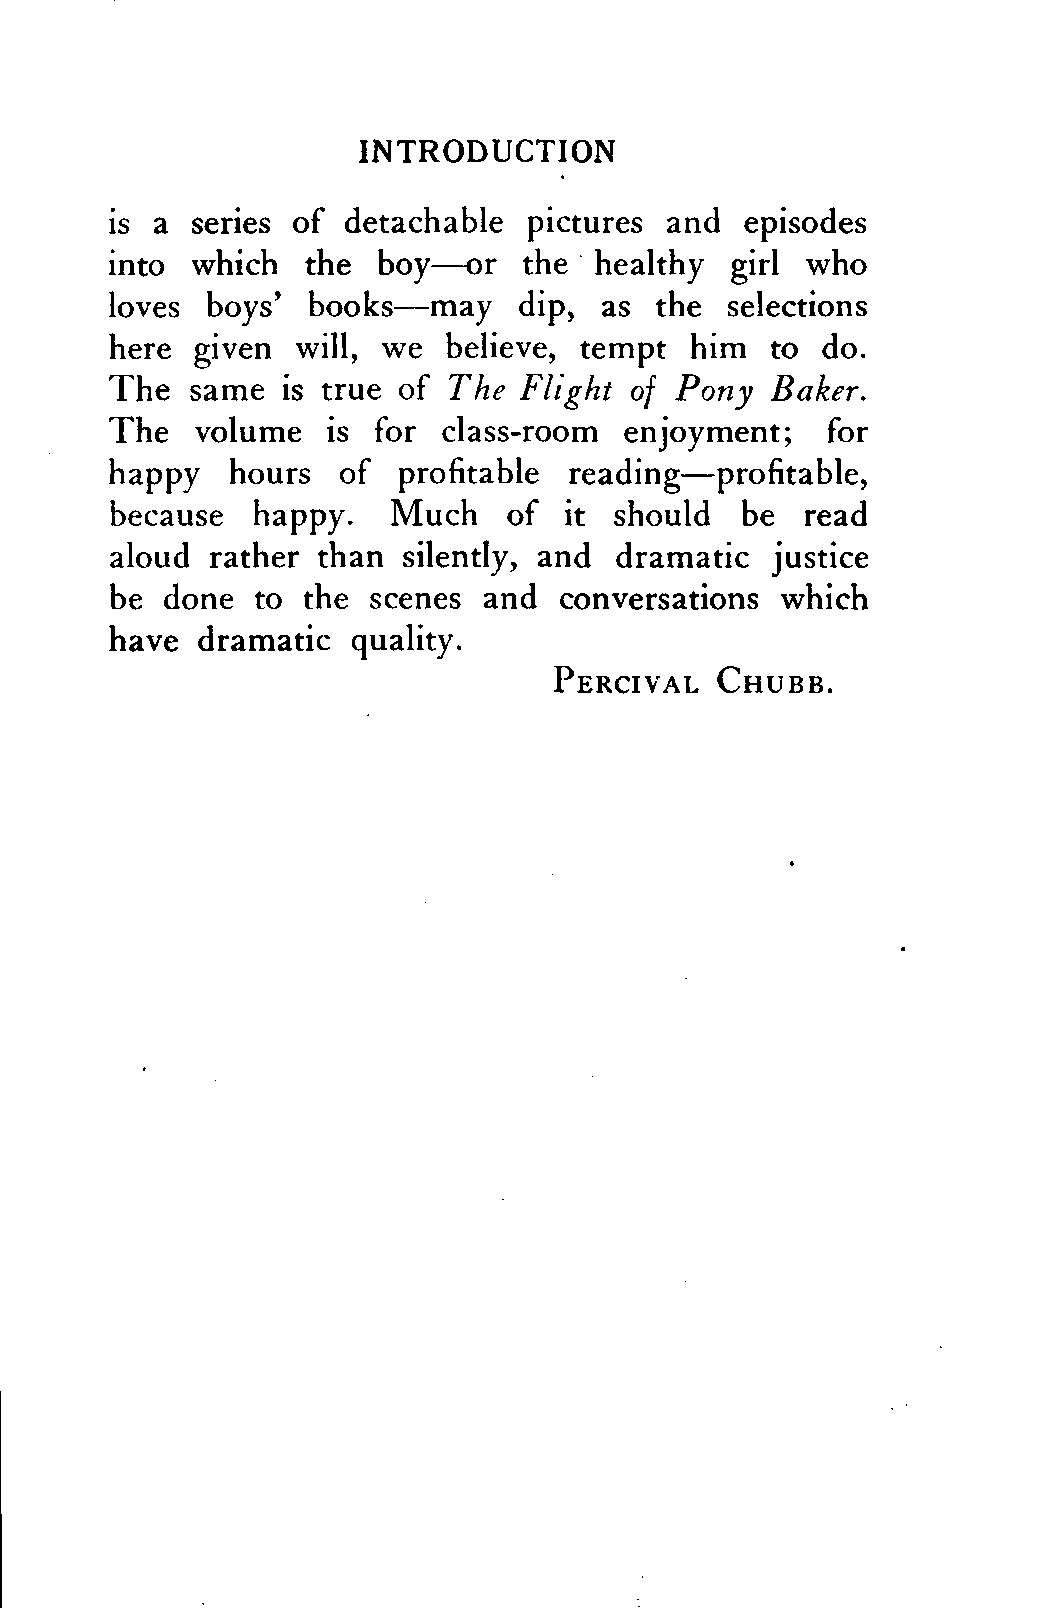 INTRODUCTION
is a series of detachable pictures and episodes
into which the boy—or the healthy girl who
loves boys' books—may dip, as the selections
here given will, we believe, tempt him to do.
The same is true of The Flight of Pony Baker.
The volume is for class-room enjoyment; for
happy hours of profitable reading—profitable,
because happy. Much of it should be read
aloud rather than silently, and dramatic justice
be done to the scenes and conversations which
have dramatic quality.
PERCIVAL CHUBB.